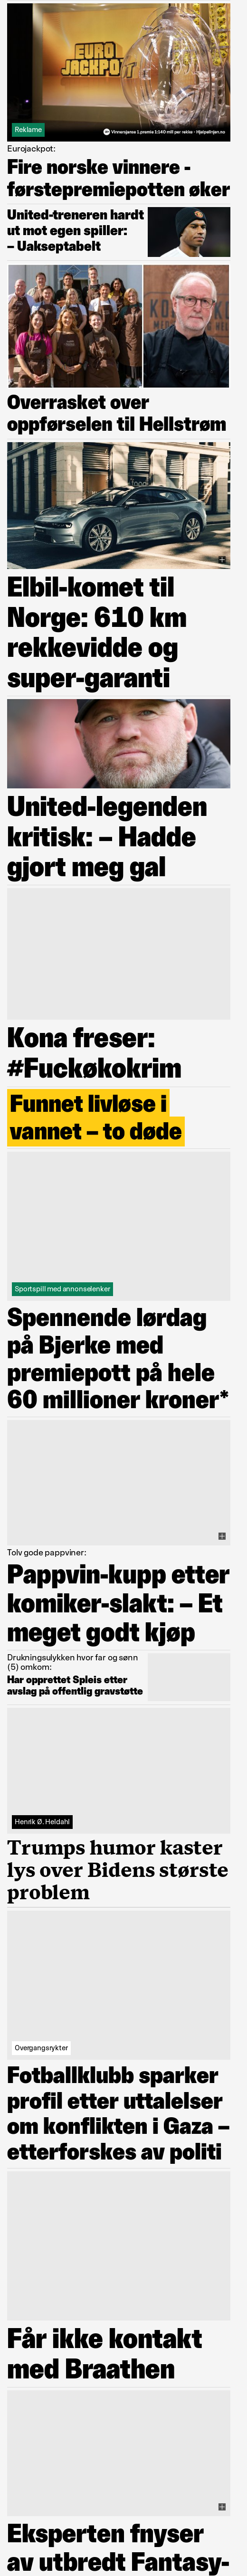 EURO
JACKPOT
Reklame
Vinnersjanse 1.premie 1:140 mill per rekke - Hjelpelinjen.no
Eurojackpot:
Fire norske vinnere -
førstepremiepotten øker
United-treneren hardt
ut mot egen spiller:
– Uakseptabelt
Overrasket over
oppførselen til Hellstrøm
Elbil-komet til
Norge: 610 km
rekkevidde og
super-garanti
United-legenden
kritisk: – Hadde
gjort meg gal
Kona freser:
#Fuckøkokrim
Funnet livløse i
vannet – to døde
Sportspill med annonselenker
Spennende lørdag
på Bjerke med
premiepott på hele
60 millioner kroner*
Tolv gode pappviner:
Pappvin-kupp etter
komiker-slakt: – Et
meget godt kjøp
Drukningsulykken hvor far og sønn
(5) omkom:
Har opprettet Spleis etter
avslag på offentlig gravstøtte
Henrik Ø. Heldahl
Trumps humor kaster
lys over Bidens største
problem
Overgangsrykter
Fotballklubb sparker
profil etter uttalelser
om konflikten i Gaza –
etterforskes av politi
Får ikke kontakt
med Braathen
Eksperten fnyser
av utbredt Fantasy-